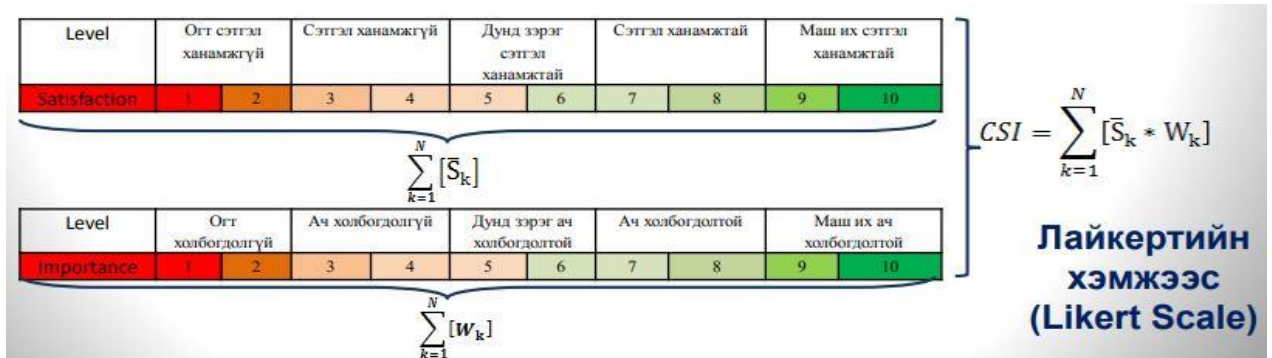 Level Огт сэтгэл ханамжгүй Сэтгэл ханамжгүй Дунд зэрэг сэтгэл ханамжтай Сэтгэл ханамжтай Маш их сэтгэл ханамжтай
Satisfaction 1 2 3 4 5 6 7 8 9 10
N
∑ [S̄k]
k=1
N
CSI = ∑ [S̄k * Wk]
k=1
Level Огт холбогдолгүй Ач холбогдолгүй Дунд зэрэг ач холбогдолтой Ач холбогдолтой Маш их ач холбогдолтой
Importance 1 2 3 4 5 6 7 8 9 10
N
∑ [Wk]
k=1
Лайкертийн
хэмжээс
(Likert Scale)